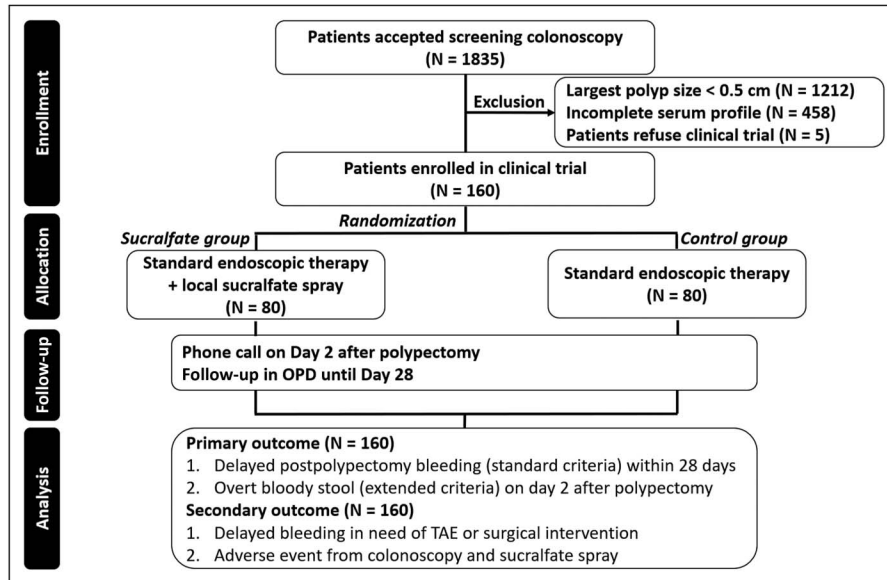 Enrollment
Patients accepted screening colonoscopy
(N = 1835)
Exclusion
Largest polyp size < 0.5 cm (N = 1212)
Incomplete serum profile (N = 458)
Patients refuse clinical trial (N = 5)
Patients enrolled in clinical trial
(N = 160)
Randomization
Allocation
Sucralfate group
Control group
Standard endoscopic therapy
+ local sucralfate spray
(N = 80)
Standard endoscopic therapy
(N = 80)
Follow-up
Phone call on Day 2 after polypectomy
Follow-up in OPD until Day 28
Analysis
Primary outcome (N = 160)
1. Delayed postpolypectomy bleeding (standard criteria) within 28 days
2. Overt bloody stool (extended criteria) on day 2 after polypectomy
Secondary outcome (N = 160)
1. Delayed bleeding in need of TAE or surgical intervention
2. Adverse event from colonoscopy and sucralfate spray